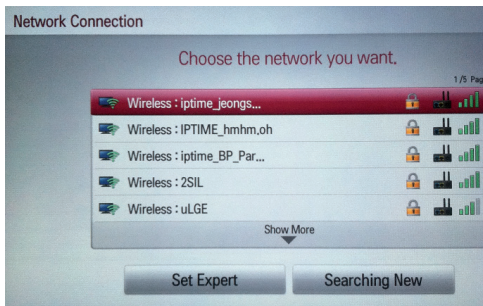 Network Connection
Choose the network you want.
1/5 Pag
Wireless : iptime_jeongs...
Wireless : IPTIME_hmhm.oh
Wireless : iptime_BP_Par...
Wireless : 2SIL
Wireless : uLGE
Show More
Set Expert
Searching New